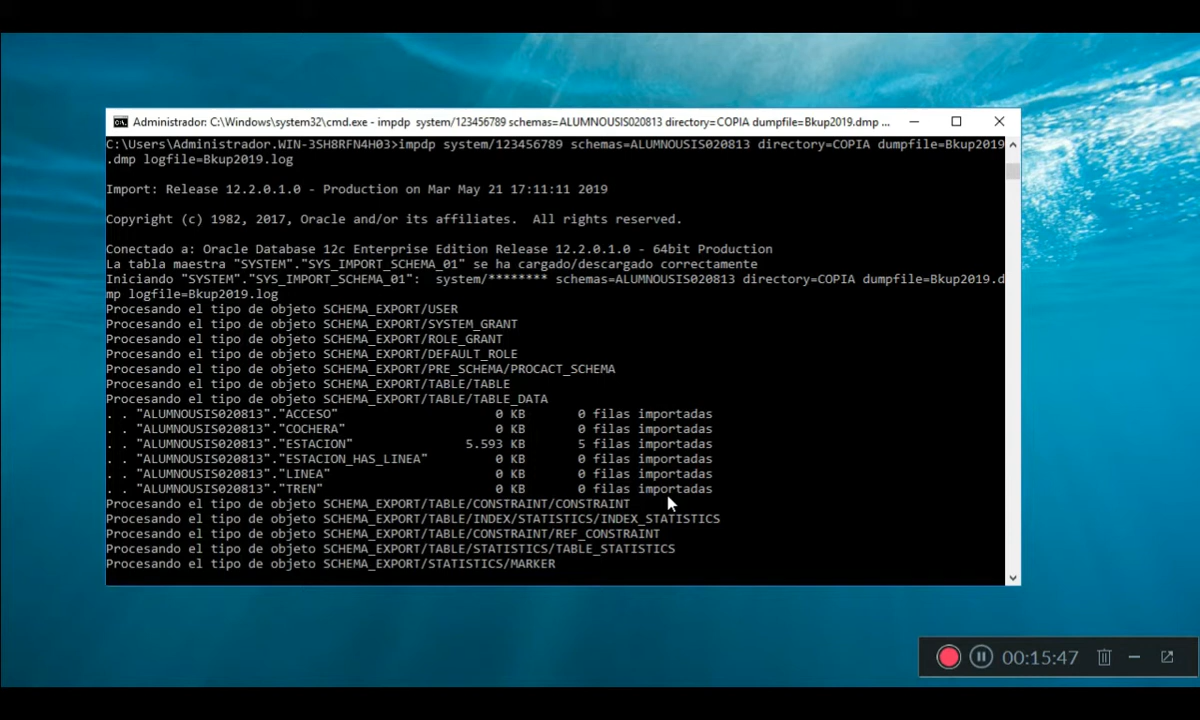 Administrador: C:\Windows\system32\cmd.exe - impdp  system/123456789 schemas=ALUMNOUSIS020813 directory=COPIA dumpfile=Bkup2019.dmp ...
C:\Users\Administrador.WIN-3SH8RFN4H03>impdp system/123456789 schemas=ALUMNOUSIS020813 directory=COPIA dumpfile=Bkup2019
.dmp logfile=Bkup2019.log
Import: Release 12.2.0.1.0 - Production on Mar May 21 17:11:11 2019
Copyright (c) 1982, 2017, Oracle and/or its affiliates.  All rights reserved.
Conectado a: Oracle Database 12c Enterprise Edition Release 12.2.0.1.0 - 64bit Production
La tabla maestra "SYSTEM"."SYS_IMPORT_SCHEMA_01" se ha cargado/descargado correctamente
Iniciando "SYSTEM"."SYS_IMPORT_SCHEMA_01":  system/******** schemas=ALUMNOUSIS020813 directory=COPIA dumpfile=Bkup2019.d
mp logfile=Bkup2019.log
Procesando el tipo de objeto SCHEMA_EXPORT/USER
Procesando el tipo de objeto SCHEMA_EXPORT/SYSTEM_GRANT
Procesando el tipo de objeto SCHEMA_EXPORT/ROLE_GRANT
Procesando el tipo de objeto SCHEMA_EXPORT/DEFAULT_ROLE
Procesando el tipo de objeto SCHEMA_EXPORT/PRE_SCHEMA/PROCACT_SCHEMA
Procesando el tipo de objeto SCHEMA_EXPORT/TABLE/TABLE
Procesando el tipo de objeto SCHEMA_EXPORT/TABLE/TABLE_DATA
. . "ALUMNOUSIS020813"."ACCESO"                     0 KB       0 filas importadas
. . "ALUMNOUSIS020813"."COCHERA"                    0 KB       0 filas importadas
. . "ALUMNOUSIS020813"."ESTACION"               5.593 KB       5 filas importadas
. . "ALUMNOUSIS020813"."ESTACION_HAS_LINEA"         0 KB       0 filas importadas
. . "ALUMNOUSIS020813"."LINEA"                      0 KB       0 filas importadas
. . "ALUMNOUSIS020813"."TREN"                       0 KB       0 filas importadas
Procesando el tipo de objeto SCHEMA_EXPORT/TABLE/CONSTRAINT/CONSTRAINT
Procesando el tipo de objeto SCHEMA_EXPORT/TABLE/INDEX/STATISTICS/INDEX_STATISTICS
Procesando el tipo de objeto SCHEMA_EXPORT/TABLE/CONSTRAINT/REF_CONSTRAINT
Procesando el tipo de objeto SCHEMA_EXPORT/TABLE/STATISTICS/TABLE_STATISTICS
Procesando el tipo de objeto SCHEMA_EXPORT/STATISTICS/MARKER
00:15:47